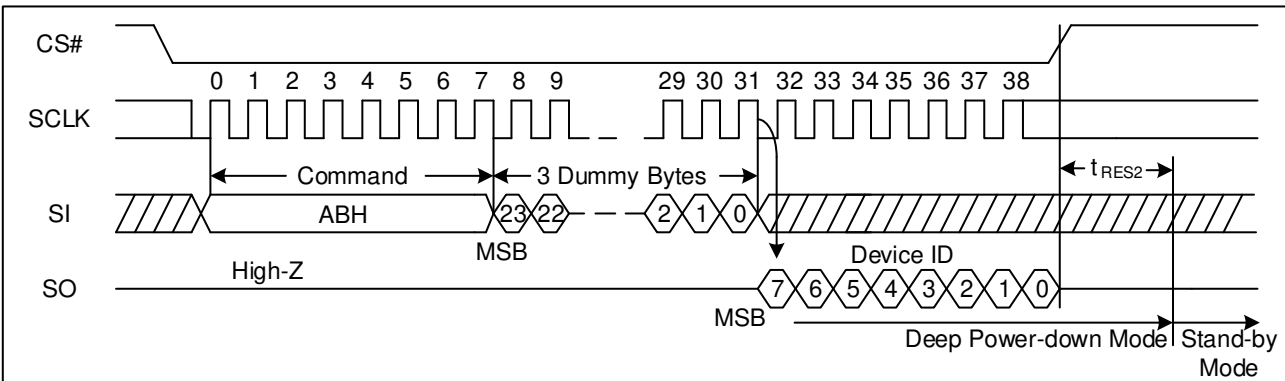 CS#
0 1 2 3 4 5 6 7 8 9 29 30 31 32 33 34 35 36 37 38
SCLK
Command 3 Dummy Bytes tRES2
SI ABH 23 22 2 1 0
MSB Device ID
High-Z
SO 7 6 5 4 3 2 1 0
MSB
Deep Power-down Mode Stand-by
Mode